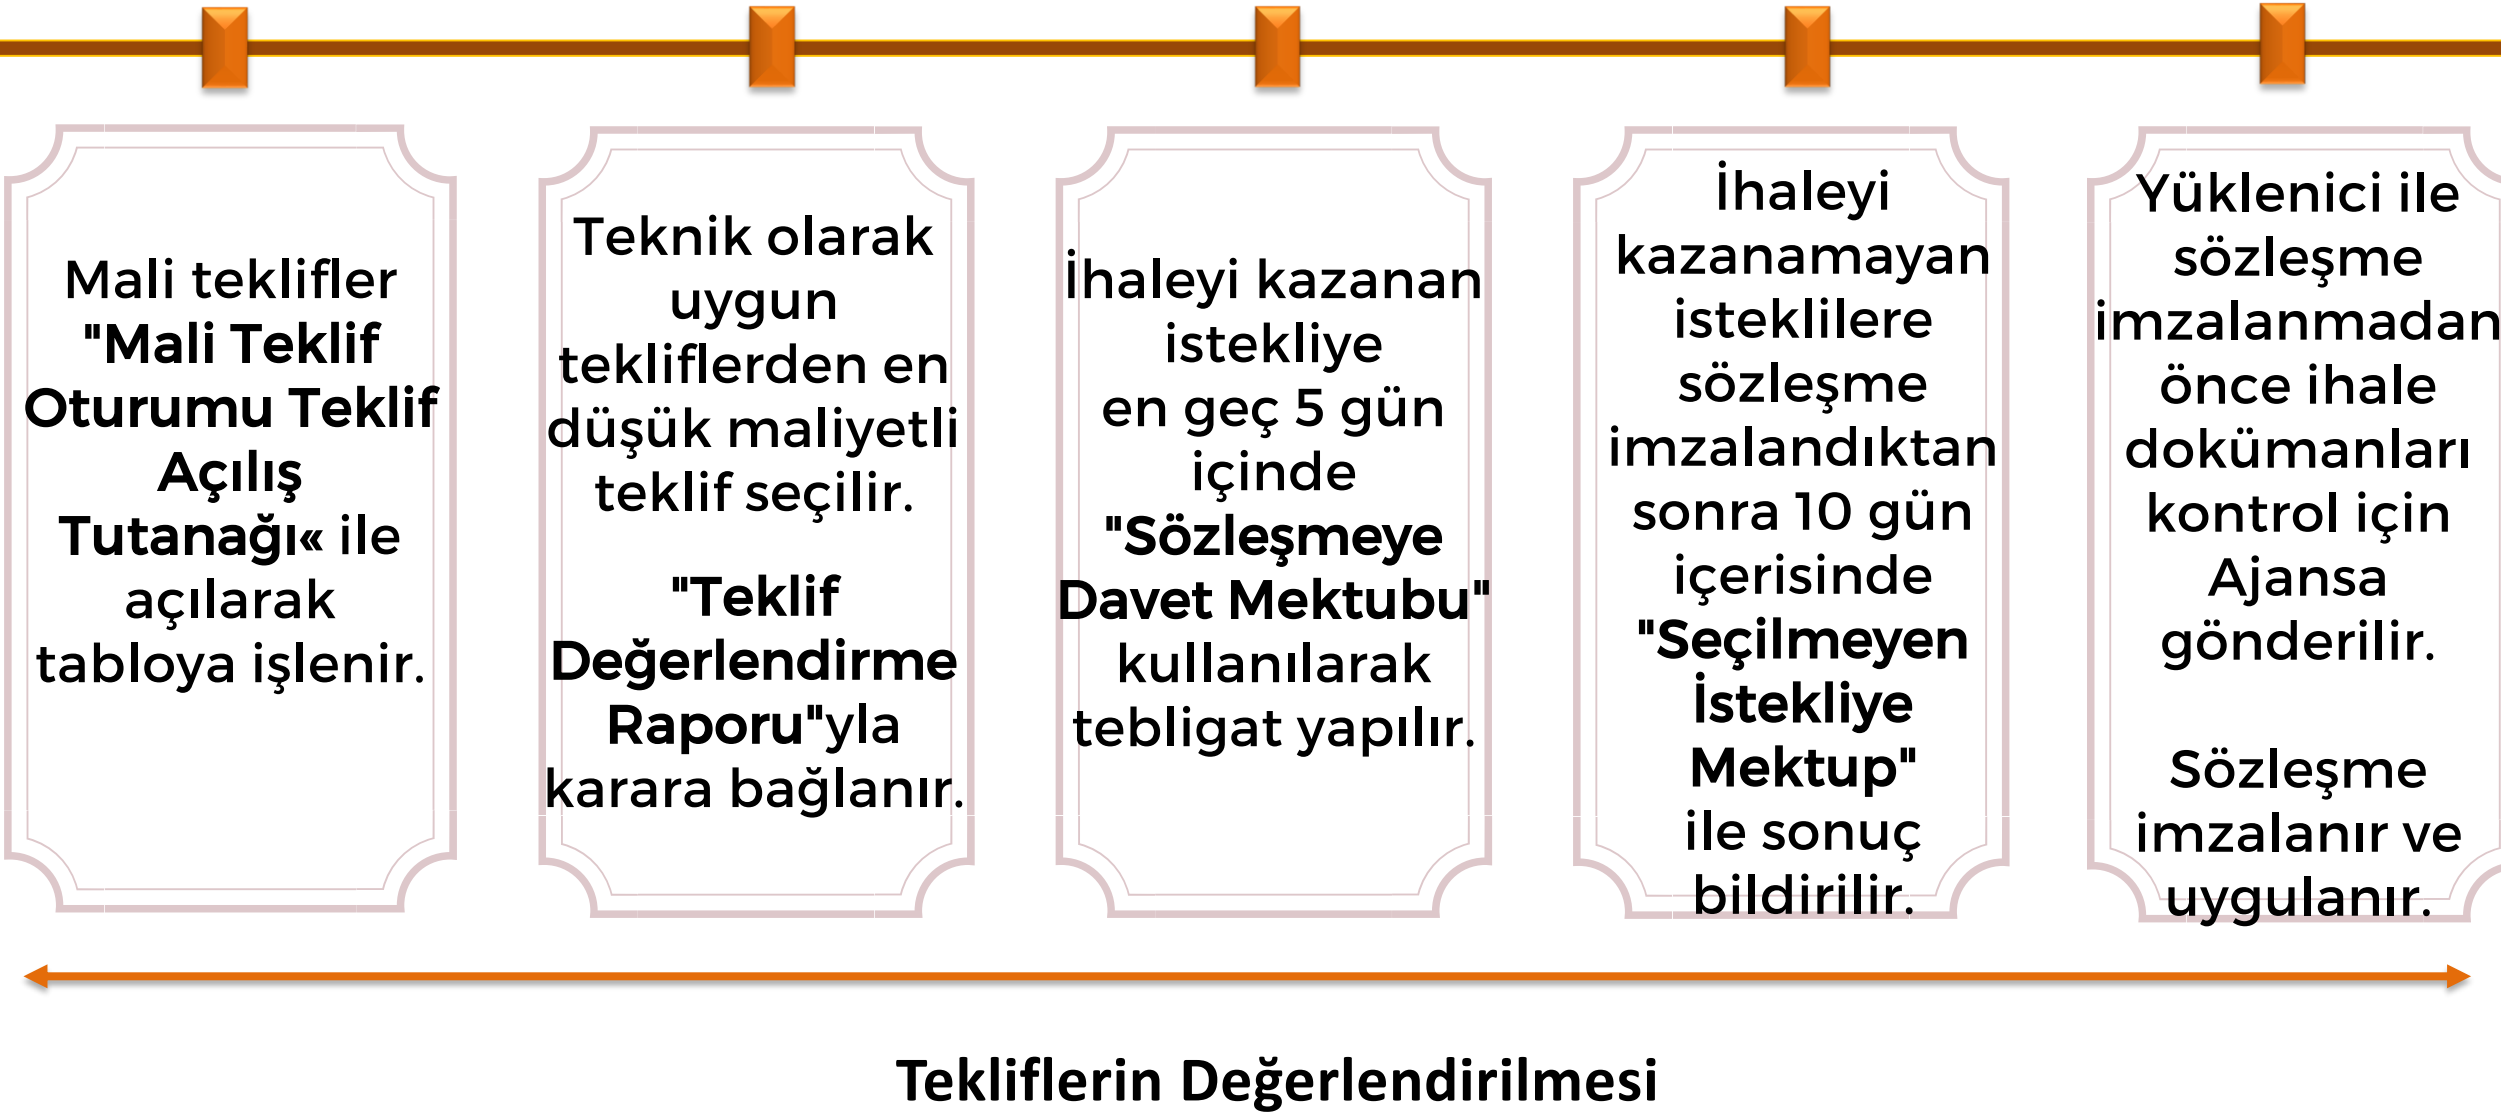 Mali teklifler
"Mali Teklif
Oturumu Teklif
Açılış
Tutanağı« ile
açılarak
tabloya işlenir.
Teknik olarak
uygun
tekliflerden en
düşük maliyetli
teklif seçilir.
"Teklif
Değerlendirme
Raporu"yla
karara bağlanır.
İhaleyi kazanan
istekliye
en geç 5 gün
içinde
"Sözleşmeye
Davet Mektubu"
kullanılarak
tebligat yapılır.
İhaleyi
kazanamayan
isteklilere
sözleşme
imzalandıktan
sonra 10 gün
içerisinde
"Seçilmeyen
İstekliye
Mektup"
ile sonuç
bildirilir.
Yüklenici ile
sözleşme
imzalanmadan
önce ihale
dokümanları
kontrol için
Ajansa
gönderilir.
Sözleşme
imzalanır ve
uygulanır.
Tekliflerin Değerlendirilmesi